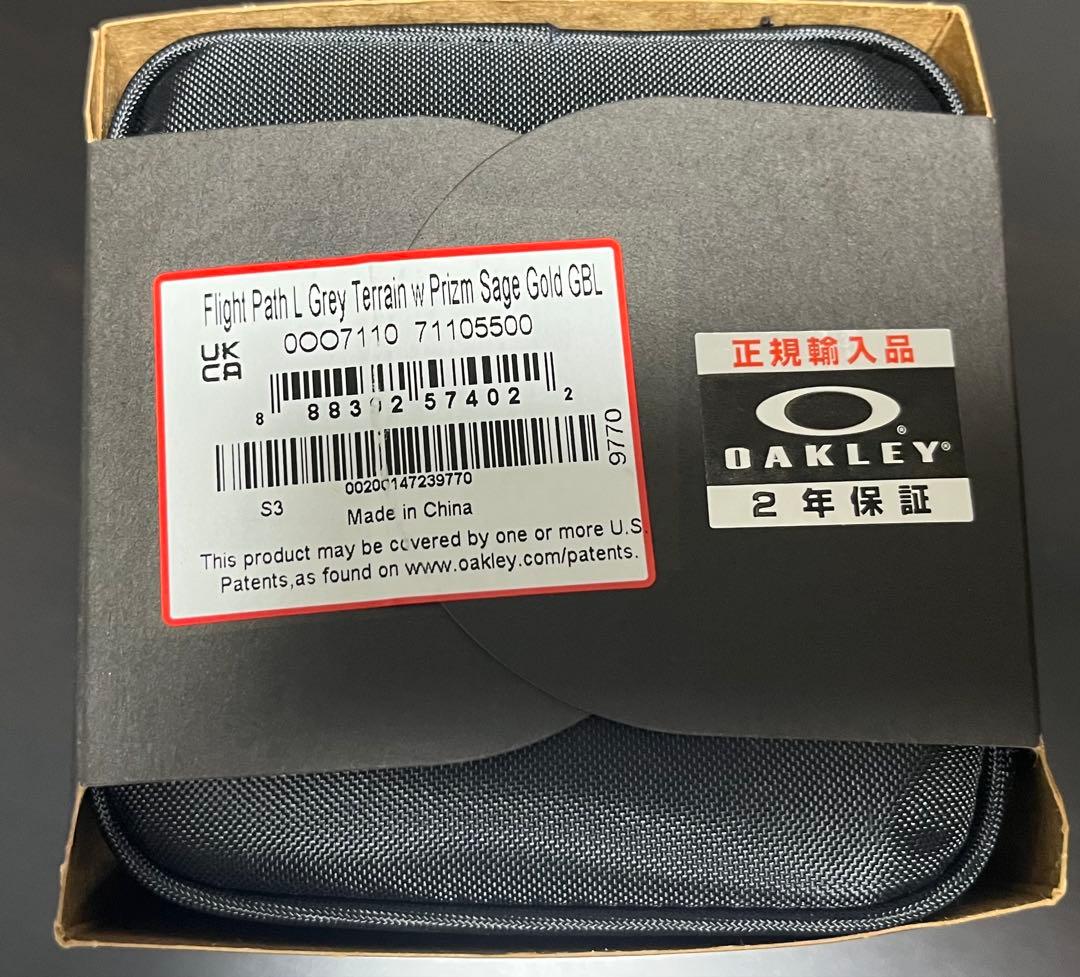 Flight Path L Grey Terrain w Prizm Sage Gold GBL
0OO7110 71105500
UK
CA
8 88392 57402 2
9770
00200147239770
S3
Made in China
This product may be covered by one or more U.S.
Patents,as found on www.oakley.com/patents.
正規輸入品
OAKLEY®
2年保証